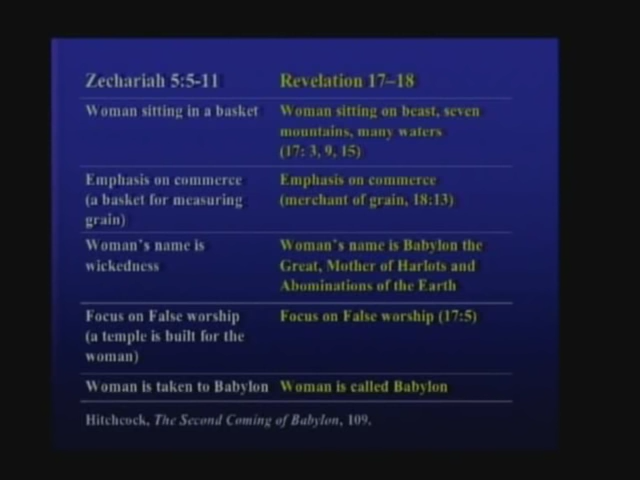 Zechariah 5:5-11
Revelation 17–18
Woman sitting in a basket
Woman sitting on beast, seven
mountains, many waters
(17: 3, 9, 15)
Emphasis on commerce
(a basket for measuring
grain)
Emphasis on commerce
(merchant of grain, 18:13)
Woman's name is
wickedness
Woman's name is Babylon the
Great, Mother of Harlots and
Abominations of the Earth
Focus on False worship
(a temple is built for the
woman)
Focus on False worship (17:5)
Woman is taken to Babylon
Woman is called Babylon
Hitchcock, The Second Coming of Babylon, 109.